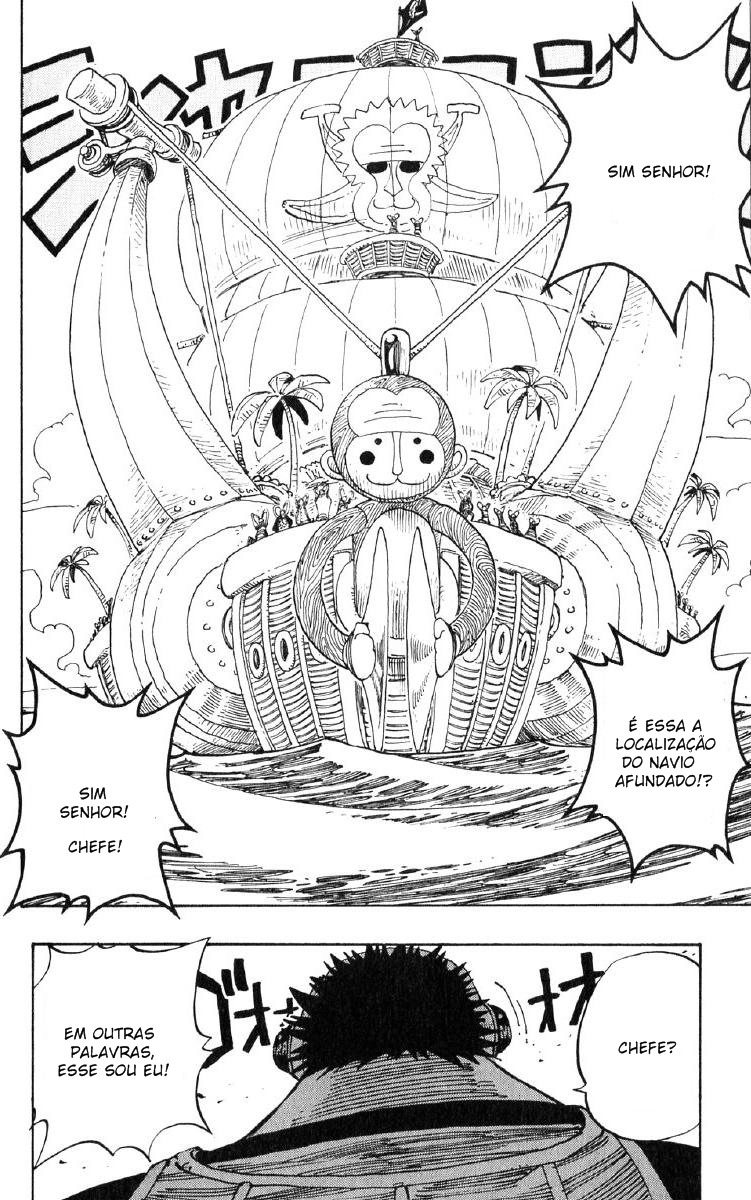 SIM SENHOR!
É ESSA A
LOCALIZAÇÃO
DO NAVIO
AFUNDADO!?
SIM
SENHOR!
CHEFE!
CHEFE?
EM OUTRAS
PALAVRAS,
ESSE SOU EU!